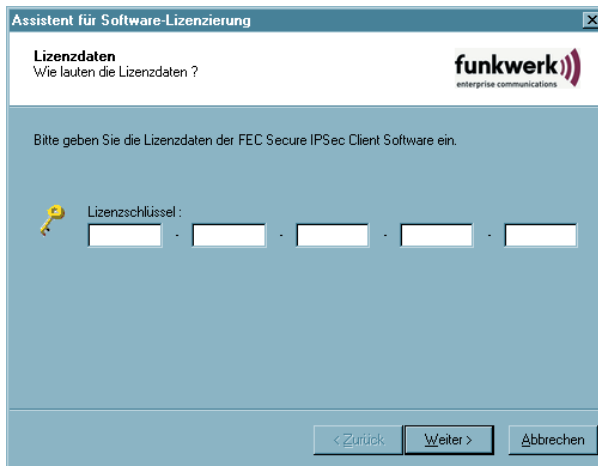 Assistent für Software-Lizenzierung
Lizenzdaten
Wie lauten die Lizenzdaten ?
funkwerk
enterprise communications
Bitte geben Sie die Lizenzdaten der FEC Secure IPSec Client Software ein.
Lizenzschlüssel :
- - - -
< Zurück Weiter > Abbrechen